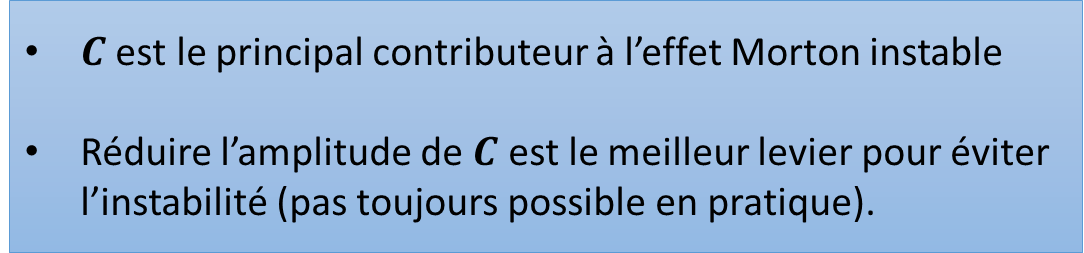 • C est le principal contributeur à l’effet Morton instable
• Réduire l’amplitude de C est le meilleur levier pour éviter
l’instabilité (pas toujours possible en pratique).